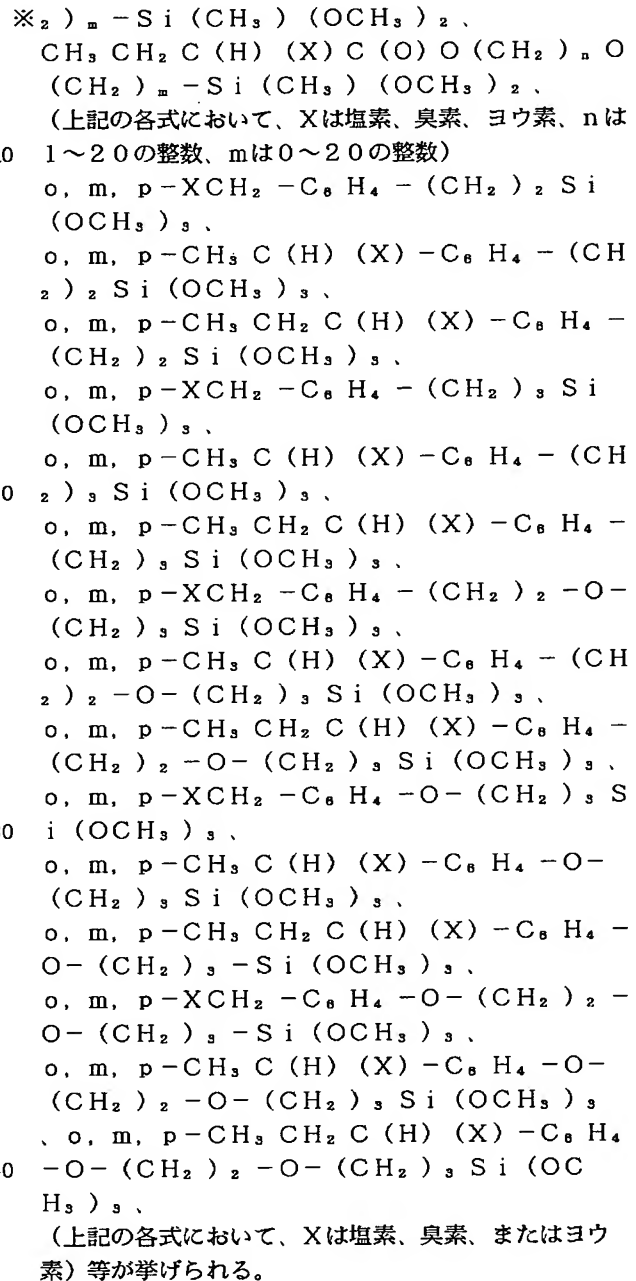 ※₂)ₘ-Si(CH₃)(OCH₃)₂、
CH₃CH₂C(H)(X)C(O)O(CH₂)ₙO
(CH₂)ₘ-Si(CH₃)(OCH₃)₂、
(上記の各式において、Xは塩素、臭素、ヨウ素、nは
0 1~20の整数、mは0~20の整数)
o, m, p-XCH₂-C₆H₄-(CH₂)₂Si
(OCH₃)₃、
o, m, p-CH₃C(H)(X)-C₆H₄-(CH
₂)₂Si(OCH₃)₃、
o, m, p-CH₃CH₂C(H)(X)-C₆H₄-
(CH₂)₂Si(OCH₃)₃、
o, m, p-XCH₂-C₆H₄-(CH₂)₃Si
(OCH₃)₃、
o, m, p-CH₃C(H)(X)-C₆H₄-(CH
0 ₂)₃Si(OCH₃)₃、
o, m, p-CH₃CH₂C(H)(X)-C₆H₄-
(CH₂)₃Si(OCH₃)₃、
o, m, p-XCH₂-C₆H₄-(CH₂)₂-O-
(CH₂)₃Si(OCH₃)₃、
o, m, p-CH₃C(H)(X)-C₆H₄-(CH
₂)₂-O-(CH₂)₃Si(OCH₃)₃、
o, m, p-CH₃CH₂C(H)(X)-C₆H₄-
(CH₂)₂-O-(CH₂)₃Si(OCH₃)₃、
o, m, p-XCH₂-C₆H₄-O-(CH₂)₃S
0 i(OCH₃)₃、
o, m, p-CH₃C(H)(X)-C₆H₄-O-
(CH₂)₃Si(OCH₃)₃、
o, m, p-CH₃CH₂C(H)(X)-C₆H₄-
O-(CH₂)₃-Si(OCH₃)₃、
o, m, p-XCH₂-C₆H₄-O-(CH₂)₂-
O-(CH₂)₃-Si(OCH₃)₃、
o, m, p-CH₃C(H)(X)-C₆H₄-O-
(CH₂)₂-O-(CH₂)₃Si(OCH₃)₃
、o, m, p-CH₃CH₂C(H)(X)-C₆H₄
0 -O-(CH₂)₂-O-(CH₂)₃Si(OC
H₃)₃、
(上記の各式において、Xは塩素、臭素、またはヨウ
素)等が挙げられる。